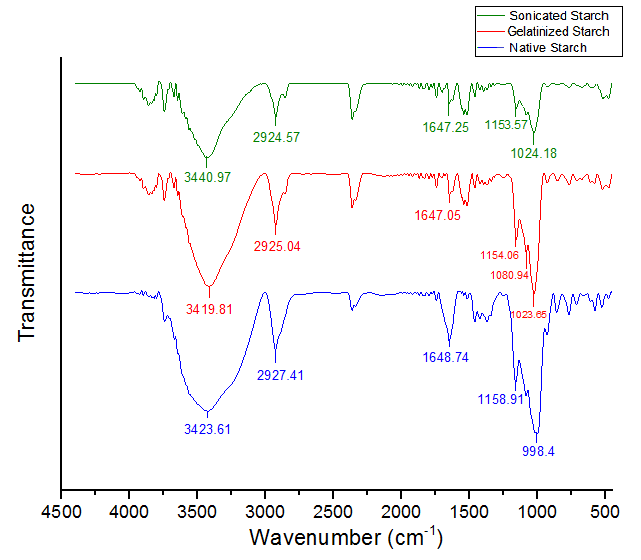 Sonicated Starch
Gelatinized Starch
Native Starch
2924.57
1647.25
1153.57
1024.18
3440.97
2925.04
1647.05
1154.06
1080.94
3419.81
1023.65
2927.41
1648.74
1158.91
3423.61
998.4
Transmittance
4500 4000 3500 3000 2500 2000 1500 1000 500
Wavenumber (cm⁻¹)